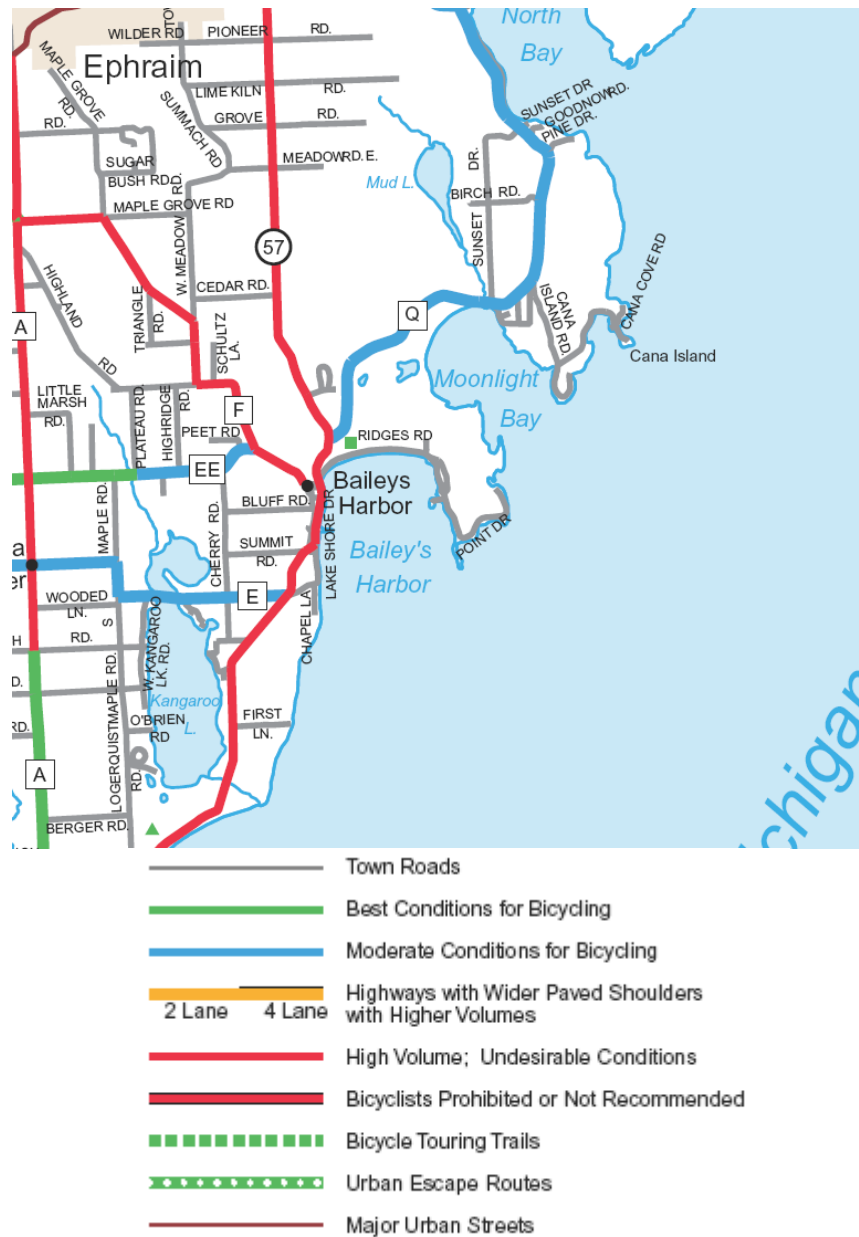 North
Bay
WILDER RD
PIONEER RD.
TOW
Ephraim
MAPLE GROVE
RD.
LIME KILN RD.
SUMMACH RD
GROVE RD.
RD.
SUNSET DR
GOODNOW RD.
PINE DR.
SUGAR
BUSH RD.
MEADOW RD. E.
Mud L.
DR.
BIRCH RD.
MAPLE GROVE RD
W. MEADOW RD.
SUNSET
57
HIGHLAND
RD
CEDAR RD.
CANA COVE RD
CANA
ISLAND RD.
Q
A
TRIANGLE
RD.
SCHULTZ
LA.
Cana Island
Moonlight
Bay
LITTLE
MARSH
RD.
PLATEAU RD.
HIGHRIDGE
RD.
F
PEET RD
RIDGES RD
EE
Baileys
Harbor
BLUFF RD.
MAPLE RD.
CHERRY RD.
LAKE SHORE DR
POINT DR
SUMMIT
RD.
Bailey's
Harbor
a
er
E
WOODED
LN.
S
CHAPEL LA
H
RD.
W. KANGAROO
LK. RD.
D.
Kangaroo
L.
FIRST
LN.
RD.
O'BRIEN
RD
MAPLE RD.
LOGERQUIST
RD.
A
BERGER RD.
ichigan
Town Roads
Best Conditions for Bicycling
Moderate Conditions for Bicycling
Highways with Wider Paved Shoulders
with Higher Volumes
2 Lane 4 Lane
High Volume; Undesirable Conditions
Bicyclists Prohibited or Not Recommended
Bicycle Touring Trails
Urban Escape Routes
Major Urban Streets